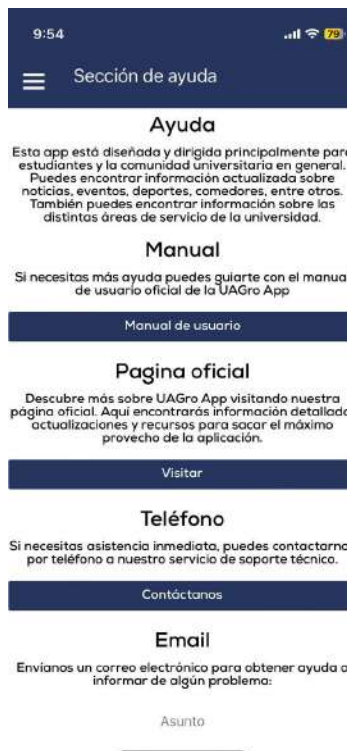 9:54
79
Sección de ayuda
Ayuda
Esta app está diseñada y dirigida principalmente para
estudiantes y la comunidad universitaria en general.
Puedes encontrar información actualizada sobre
noticias, eventos, deportes, comedores, entre otros.
También puedes encontrar información sobre las
distintas áreas de servicio de la universidad.
Manual
Si necesitas más ayuda puedes guiarte con el manual
de usuario oficial de la UAGro App
Manual de usuario
Pagina oficial
Descubre más sobre UAGro App visitando nuestra
página oficial. Aquí encontrarás información detallada
actualizaciones y recursos para sacar el máximo
provecho de la aplicación.
Visitar
Teléfono
Si necesitas asistencia inmediata, puedes contactarno
por teléfono a nuestro servicio de soporte técnico.
Contáctanos
Email
Envíanos un correo electrónico para obtener ayuda o
informar de algún problema:
Asunto